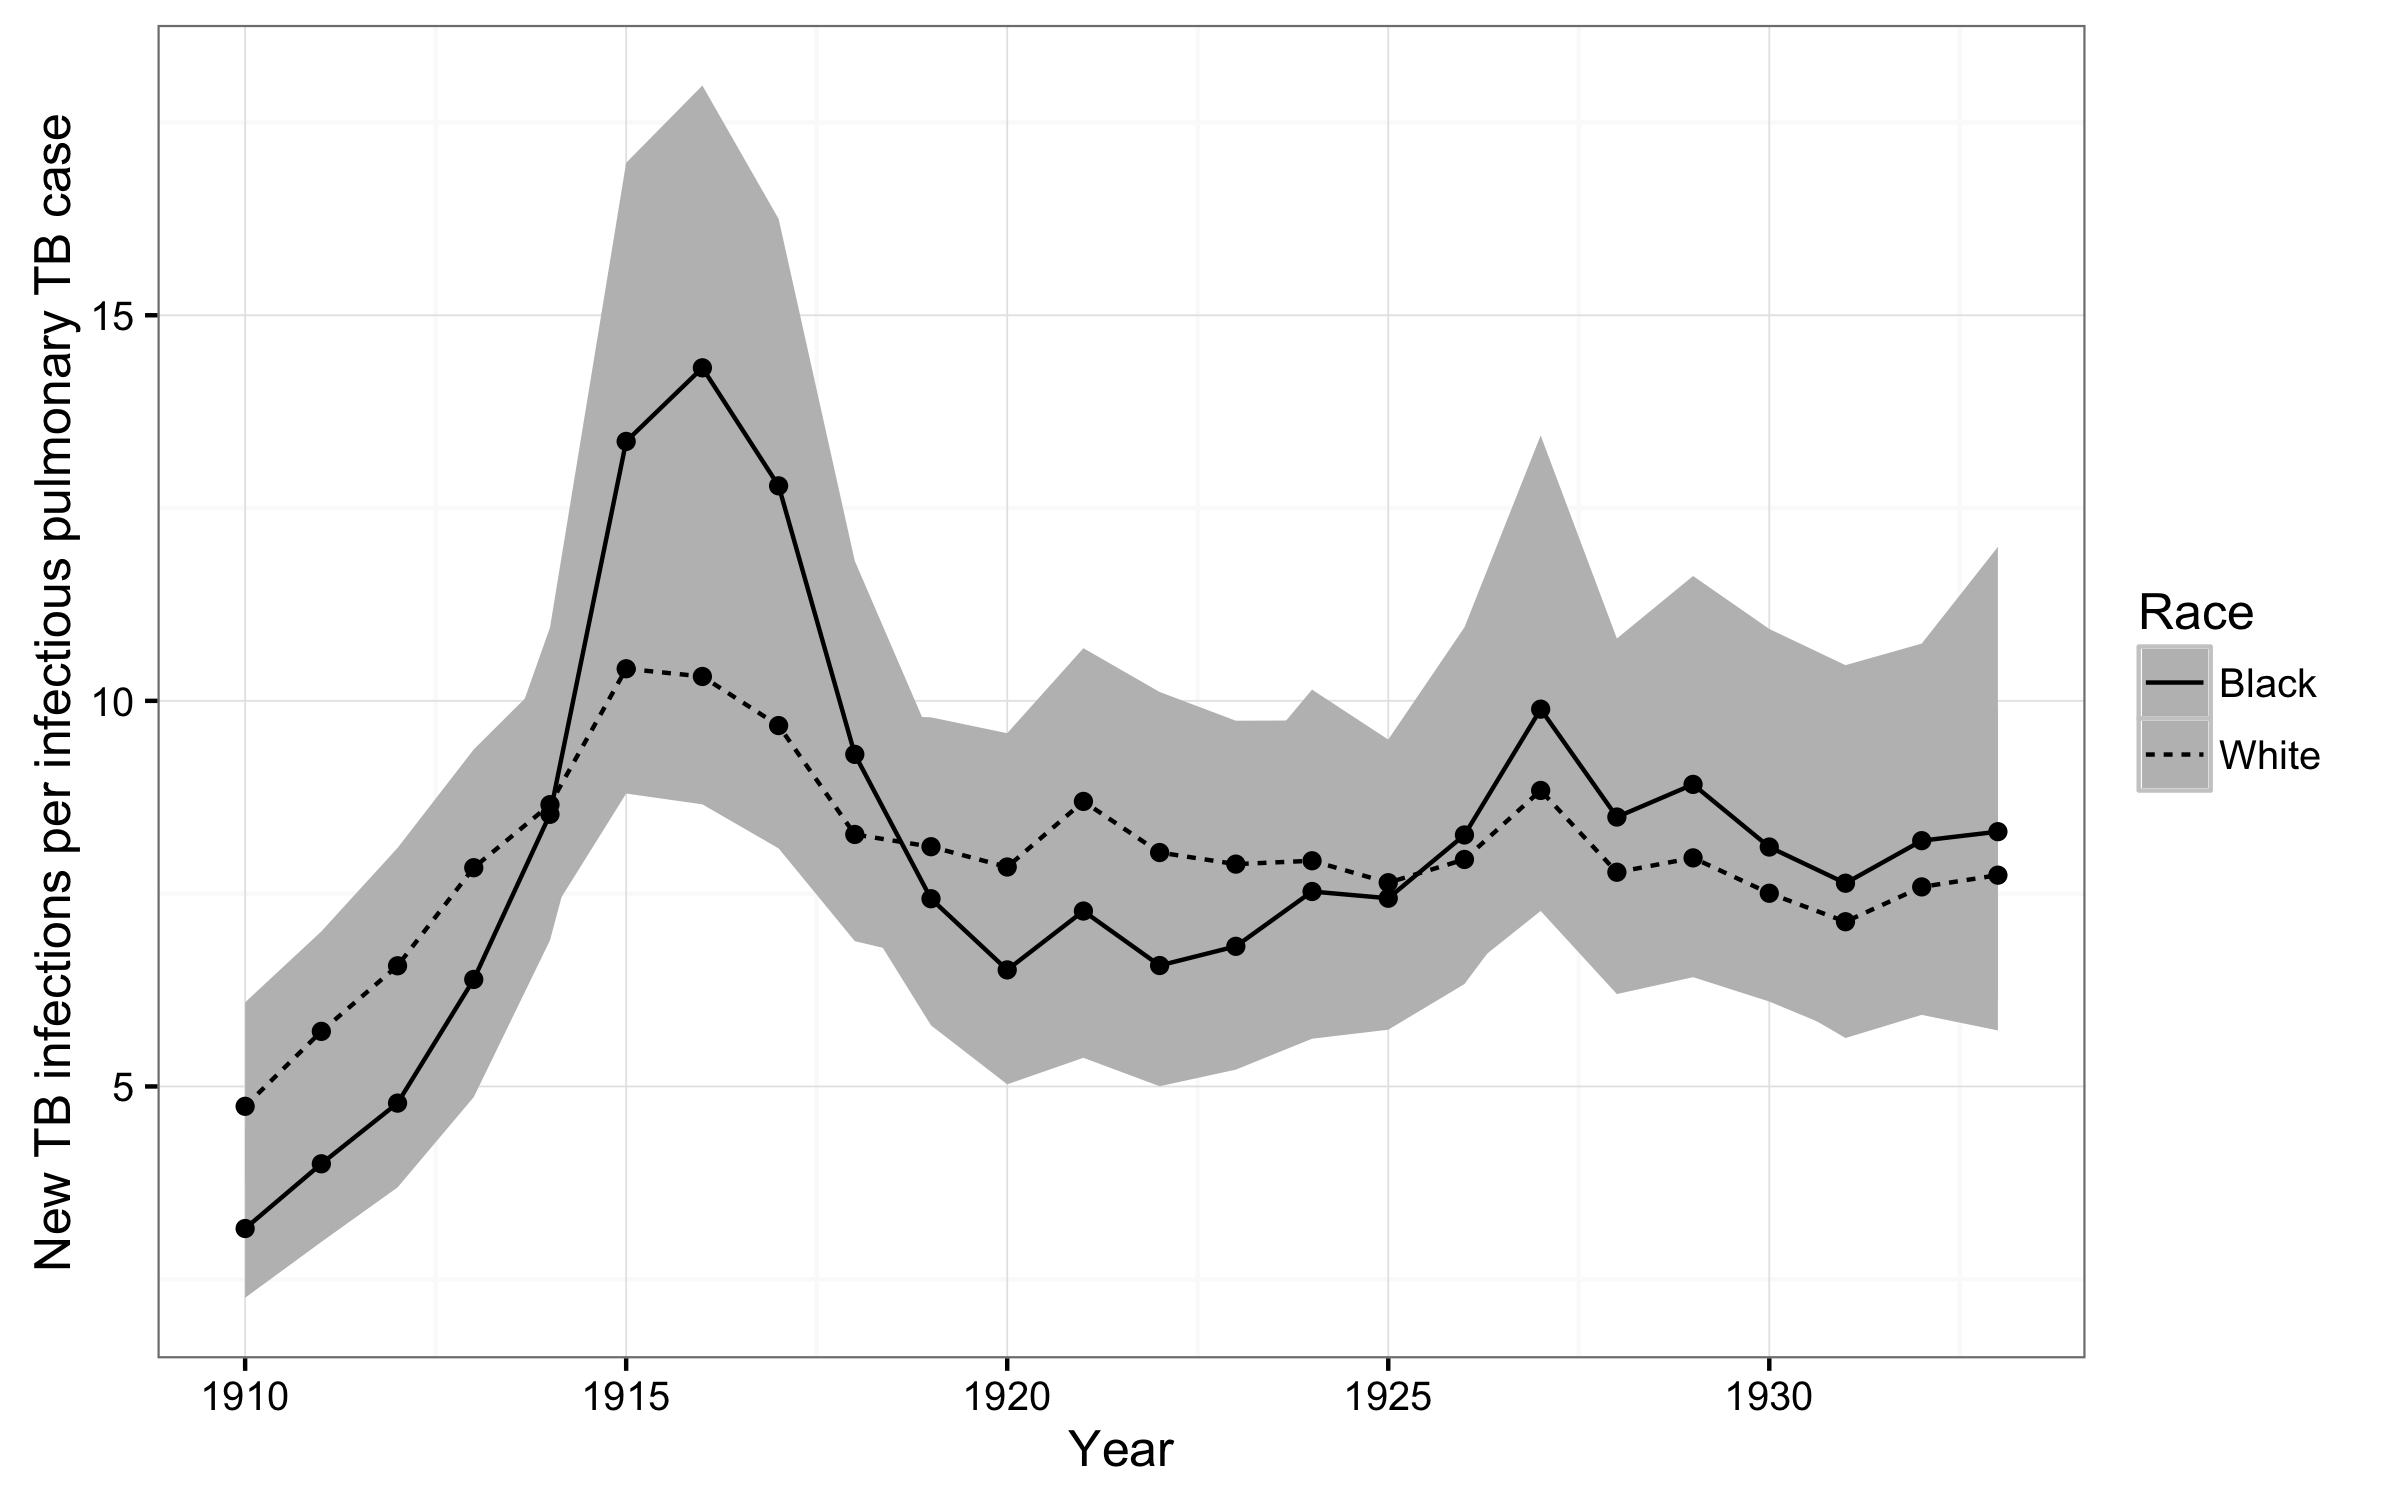 New TB infections per infectious pulmonary TB case
15
10
5
1910
1915
1920
1925
1930
Year
Race
Black
White